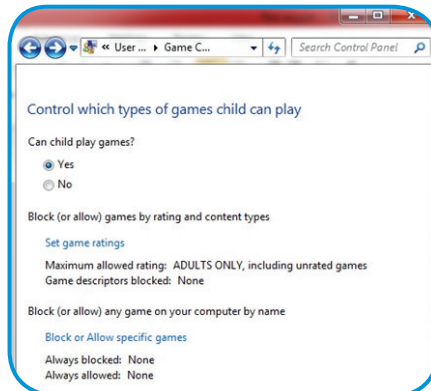 « User ... ▸ Game C...
Search Control Panel
Control which types of games child can play
Can child play games?
Yes
No
Block (or allow) games by rating and content types
Set game ratings
Maximum allowed rating: ADULTS ONLY, including unrated games
Game descriptors blocked: None
Block (or allow) any game on your computer by name
Block or Allow specific games
Always blocked: None
Always allowed: None